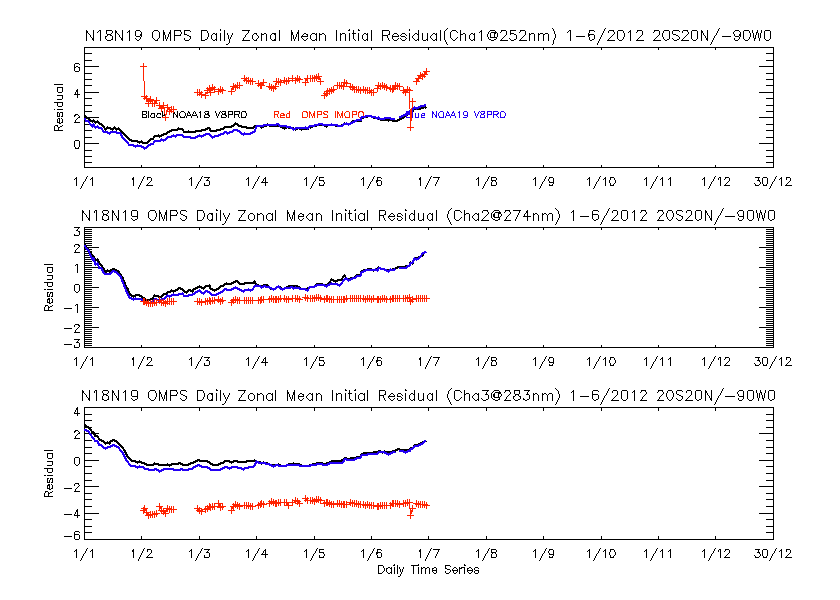 N18N19 OMPS Daily Zonal Mean Initial Residual(Cha1@252nm) 1-6/2012 20S20N/-90W0
6
4
2
0
Residual
Black NOAA18 V8PRO Red OMPS IMOPO Blue NOAA19 V8PRO
1/1 1/2 1/3 1/4 1/5 1/6 1/7 1/8 1/9 1/10 1/11 1/12 30/12
N18N19 OMPS Daily Zonal Mean Initial Residual (Cha2@274nm) 1-6/2012 20S20N/-90W0
3
2
1
0
-1
-2
-3
Residual
1/1 1/2 1/3 1/4 1/5 1/6 1/7 1/8 1/9 1/10 1/11 1/12 30/12
N18N19 OMPS Daily Zonal Mean Initial Residual (Cha3@283nm) 1-6/2012 20S20N/-90W0
4
2
0
-2
-4
-6
Residual
1/1 1/2 1/3 1/4 1/5 1/6 1/7 1/8 1/9 1/10 1/11 1/12 30/12
Daily Time Series